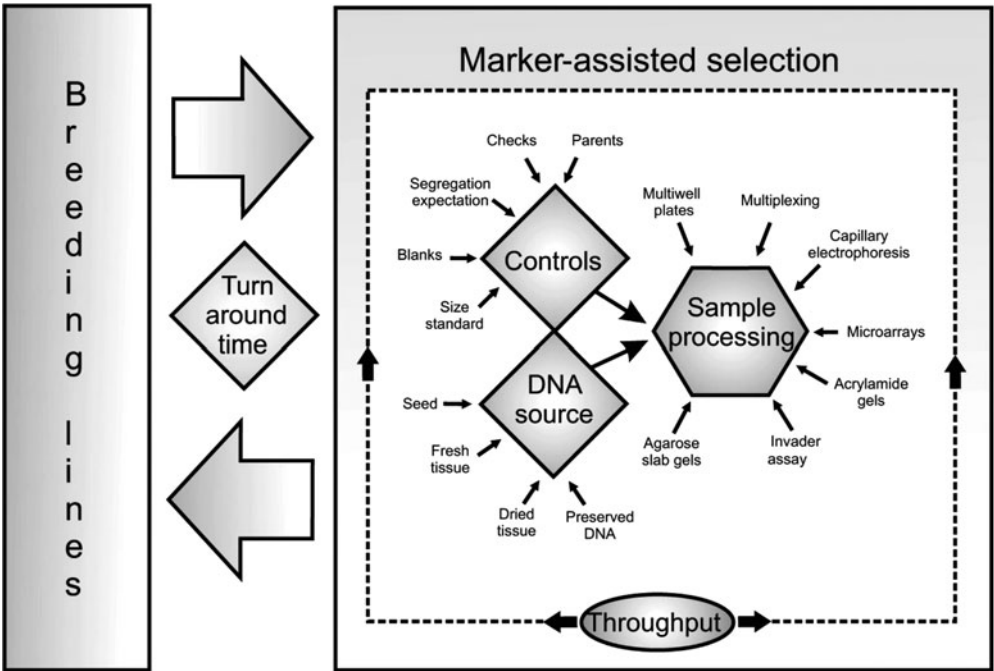 Breeding lines
Turn
around
time
Marker-assisted selection
Checks
Parents
Segregation
expectation
Blanks
Size
standard
Controls
Multiwell
plates
Multiplexing
Capillary
electrophoresis
Sample
processing
Microarrays
Acrylamide
gels
Invader
assay
Agarose
slab gels
DNA
source
Seed
Fresh
tissue
Dried
tissue
Preserved
DNA
Throughput